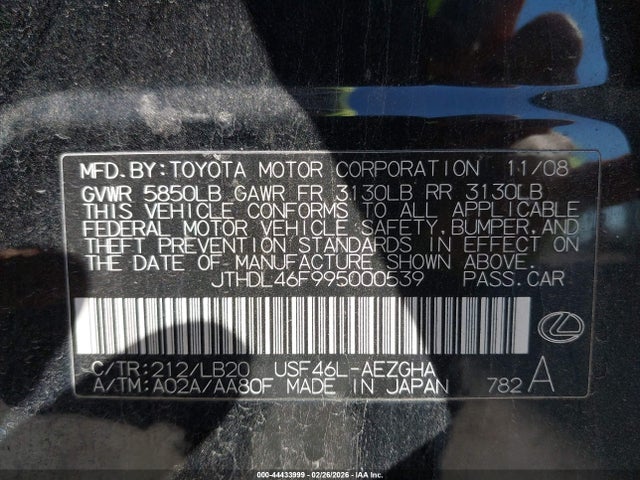 MFD.BY:TOYOTA MOTOR CORPORATION 11/08
GVWR 5850LB GAWR FR 3130LB RR 3130LB
THIS VEHICLE CONFORMS TO ALL APPLICABLE
FEDERAL MOTOR VEHICLE SAFETY,BUMPER,AND
THEFT PREVENTION STANDARDS IN EFFECT ON
THE DATE OF MANUFACTURE SHOWN ABOVE.
JTHDL46F995000539 PASS.CAR
C/TR:212/LB20 USF46L-AEZGHA
A/TM:A02A/AA80F MADE IN JAPAN 782 A
000-44433999 | 02/26/2026 - IAA Inc.